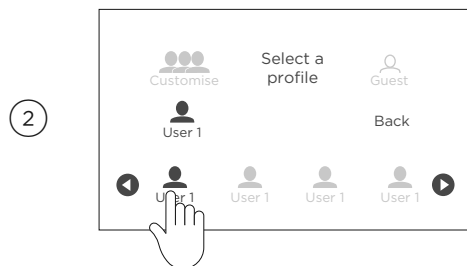 2
Select a
profile
Customise
Guest
User 1
Back
User 1
User 1
User 1
User 1